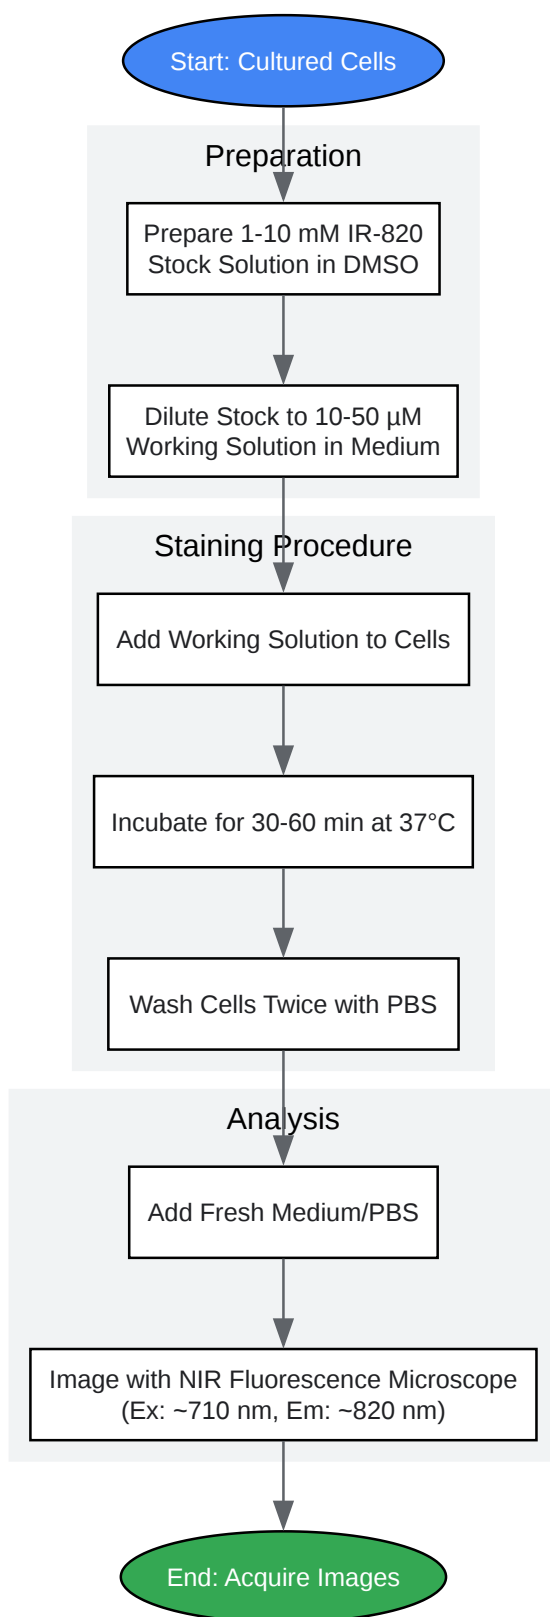 Start: Cultured Cells
Preparation
Prepare 1-10 mM IR-820
Stock Solution in DMSO
Dilute Stock to 10-50 µM
Working Solution in Medium
Staining Procedure
Add Working Solution to Cells
Incubate for 30-60 min at 37°C
Wash Cells Twice with PBS
Analysis
Add Fresh Medium/PBS
Image with NIR Fluorescence Microscope
(Ex: ~710 nm, Em: ~820 nm)
End: Acquire Images